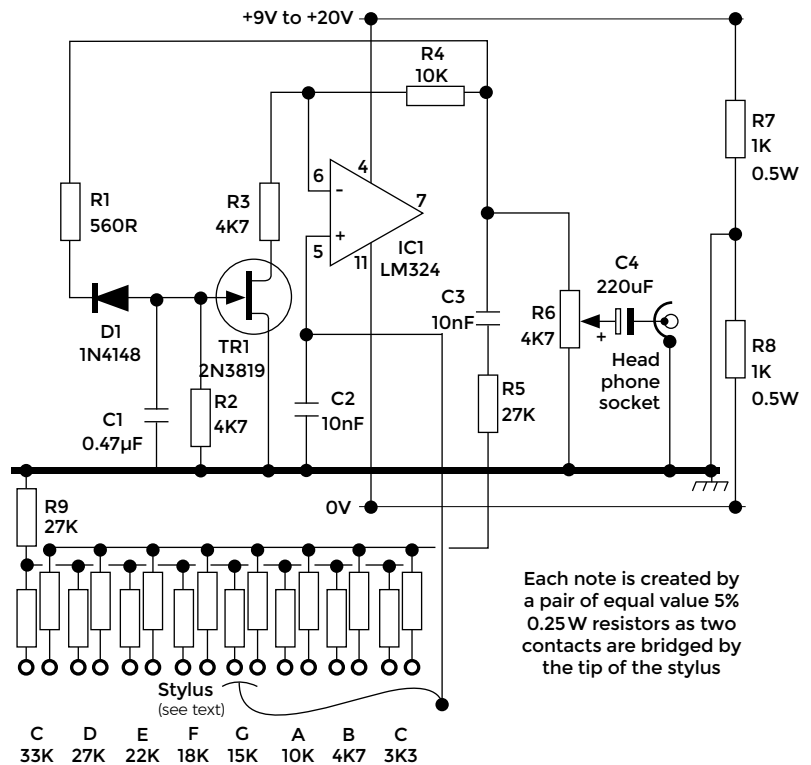 +9V to +20V
R4
10K
R7
1K
0.5W
R1
560R
R3
4K7
6
-
4
7
5
+
11
IC1
LM324
C4
220uF
C3
10nF
R6
4K7
+
D1
1N4148
TR1
2N3819
Head
phone
socket
R8
1K
0.5W
C1
0.47µF
R2
4K7
C2
10nF
R5
27K
R9
27K
0V
Each note is created by
a pair of equal value 5%
0.25W resistors as two
contacts are bridged by
the tip of the stylus
Stylus
(see text)
C D E F G A B C
33K 27K 22K 18K 15K 10K 4K7 3K3